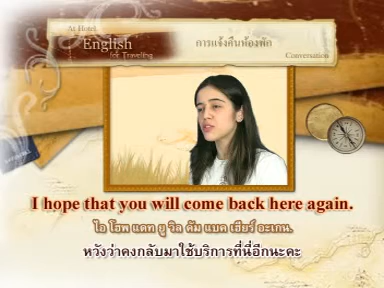 At Hotel
English
for Traveling
การแจ้งคืนห้องพัก
Conversation
I hope that you will come back here again.
ไอ โฮพ แดท ยู วิล คัม แบค เฮียร์ อะเกน.
หวังว่าคงกลับมาใช้บริการที่นี่อีกนะคะ